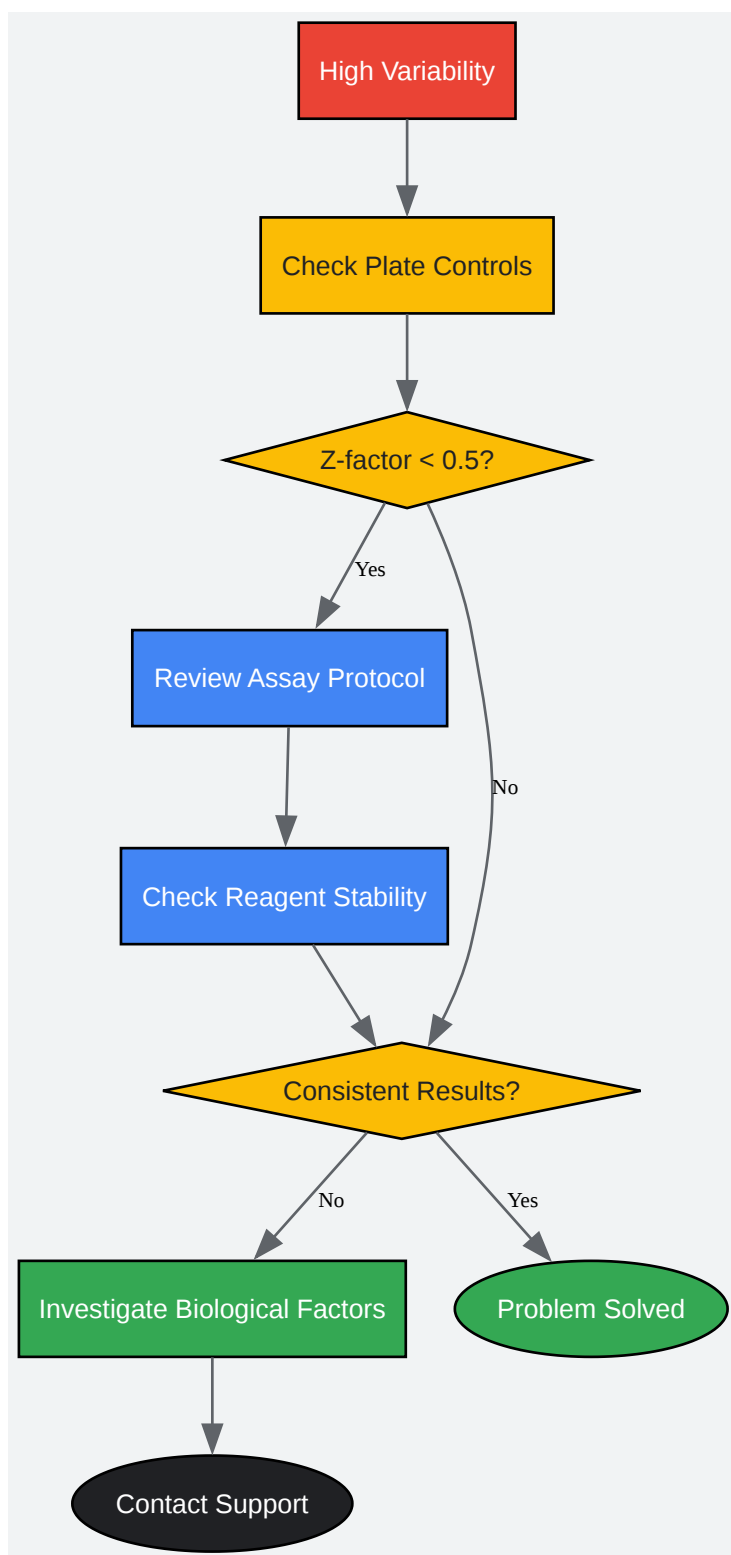 High Variability
Check Plate Controls
Z-factor < 0.5?
Yes
Review Assay Protocol
No
Check Reagent Stability
Consistent Results?
No
Yes
Investigate Biological Factors
Problem Solved
Contact Support